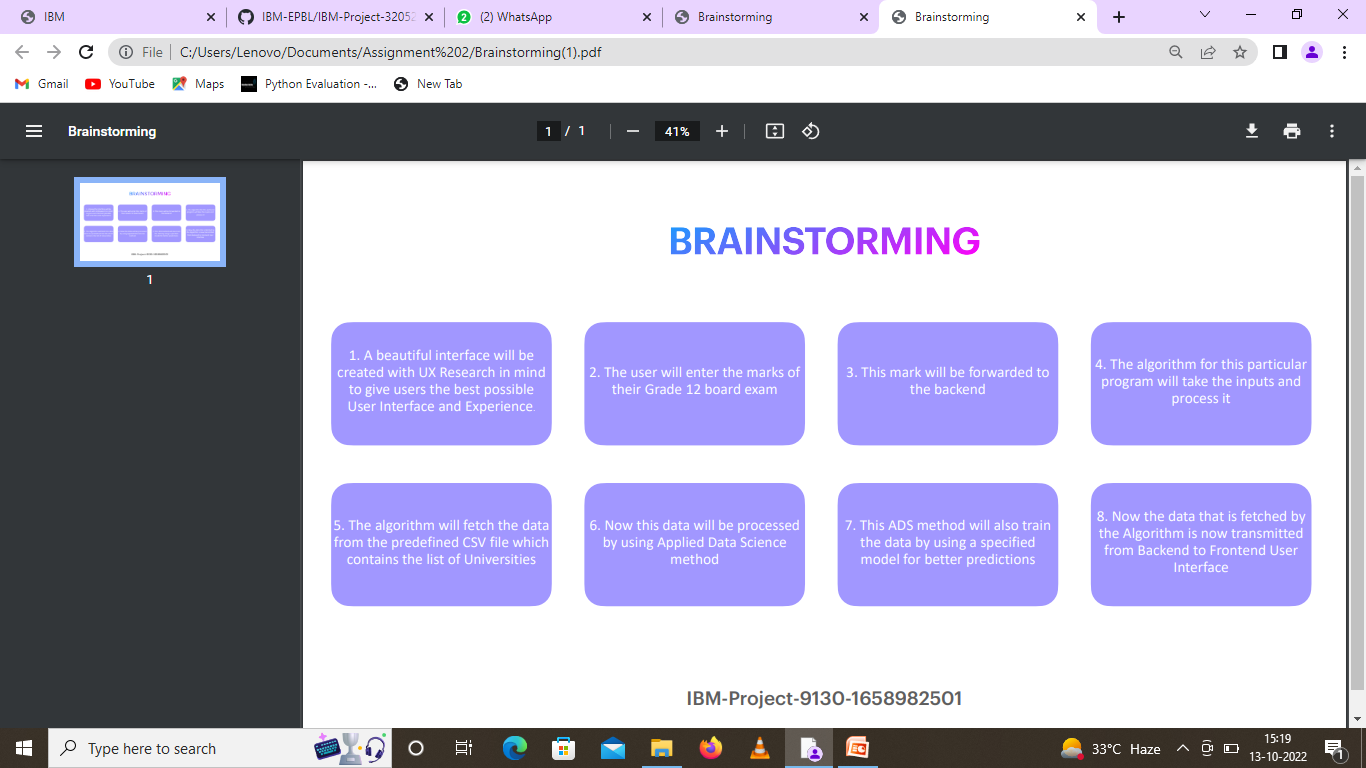 IBM
IBM-EPBL/IBM-Project-3205
(2) WhatsApp
Brainstorming
Brainstorming
File
C:/Users/Lenovo/Documents/Assignment%202/Brainstorming(1).pdf
Gmail
YouTube
Maps
Python Evaluation -...
New Tab
Brainstorming
1 / 1
41%
1
BRAINSTORMING
1. A beautiful interface will be
created with UX Research in mind
to give users the best possible
User Interface and Experience.
2. The user will enter the marks of
their Grade 12 board exam
3. This mark will be forwarded to
the backend
4. The algorithm for this particular
program will take the inputs and
process it
5. The algorithm will fetch the data
from the predefined CSV file which
contains the list of Universities
6. Now this data will be processed
by using Applied Data Science
method
7. This ADS method will also train
the data by using a specified
model for better predictions
8. Now the data that is fetched by
the Algorithm is now transmitted
from Backend to Frontend User
Interface
IBM-Project-9130-1658982501
Type here to search
33°C Haze
15:19
13-10-2022
1